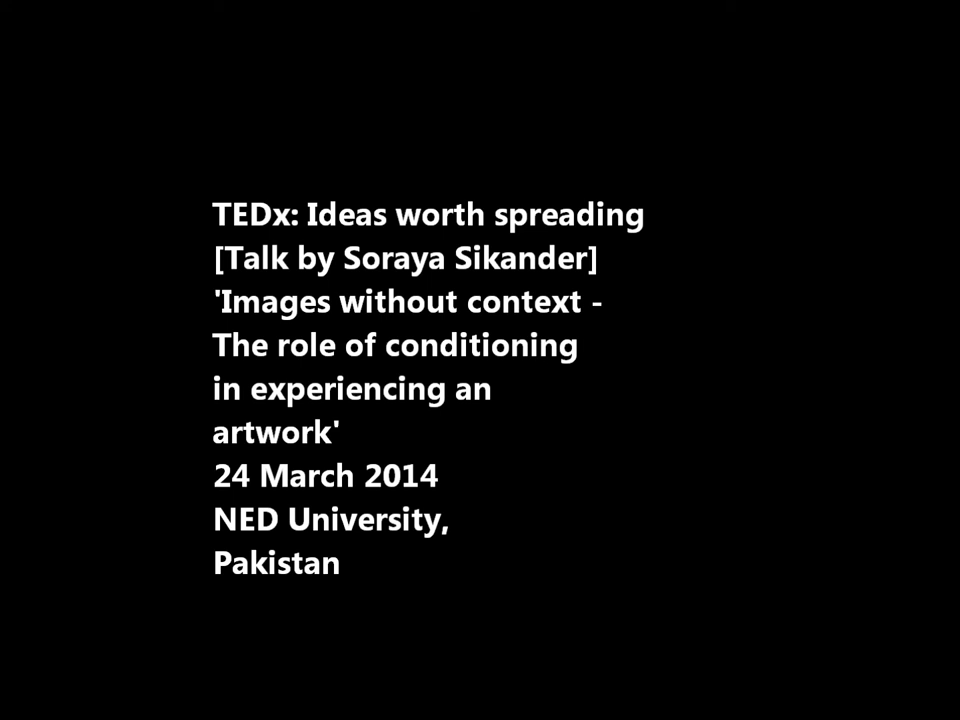 TEDx: Ideas worth spreading
[Talk by Soraya Sikander]
'Images without context -
The role of conditioning
in experiencing an
artwork'
24 March 2014
NED University,
Pakistan